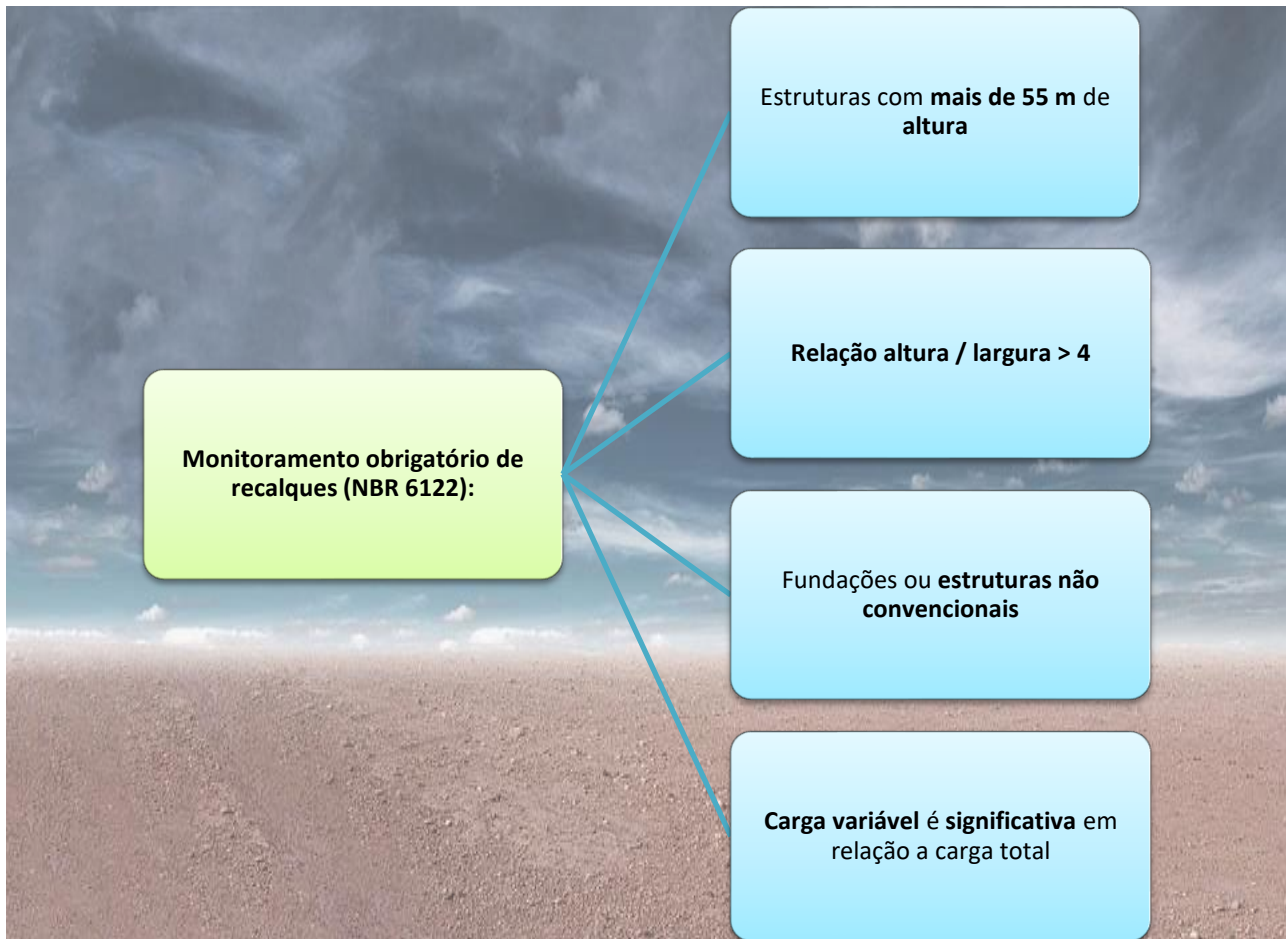 Monitoramento obrigatório de
recalques (NBR 6122):
Estruturas com mais de 55 m de
altura
Relação altura / largura > 4
Fundações ou estruturas não
convencionais
Carga variável é significativa em
relação a carga total